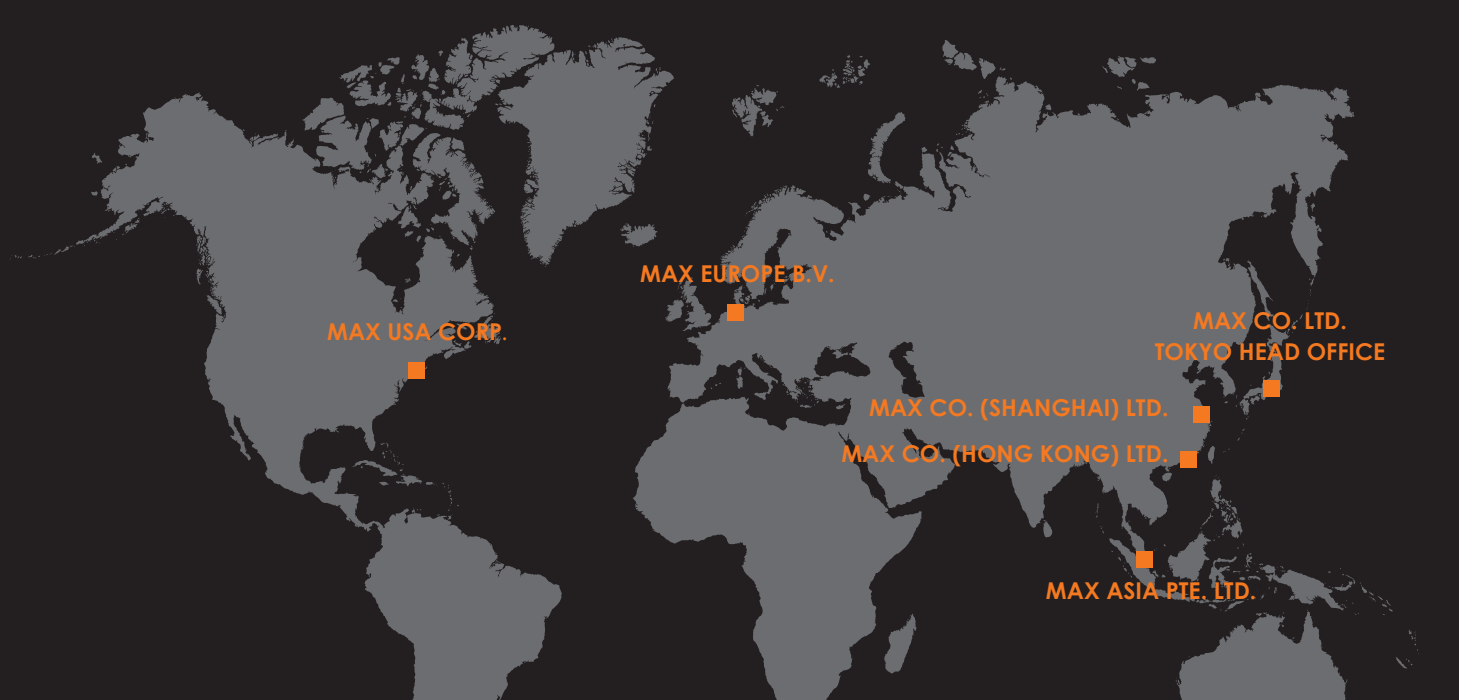 MAX EUROPE B.V.
MAX USA CORP.
MAX CO. LTD.
TOKYO HEAD OFFICE
MAX CO. (SHANGHAI) LTD.
MAX CO. (HONG KONG) LTD.
MAX ASIA PTE. LTD.